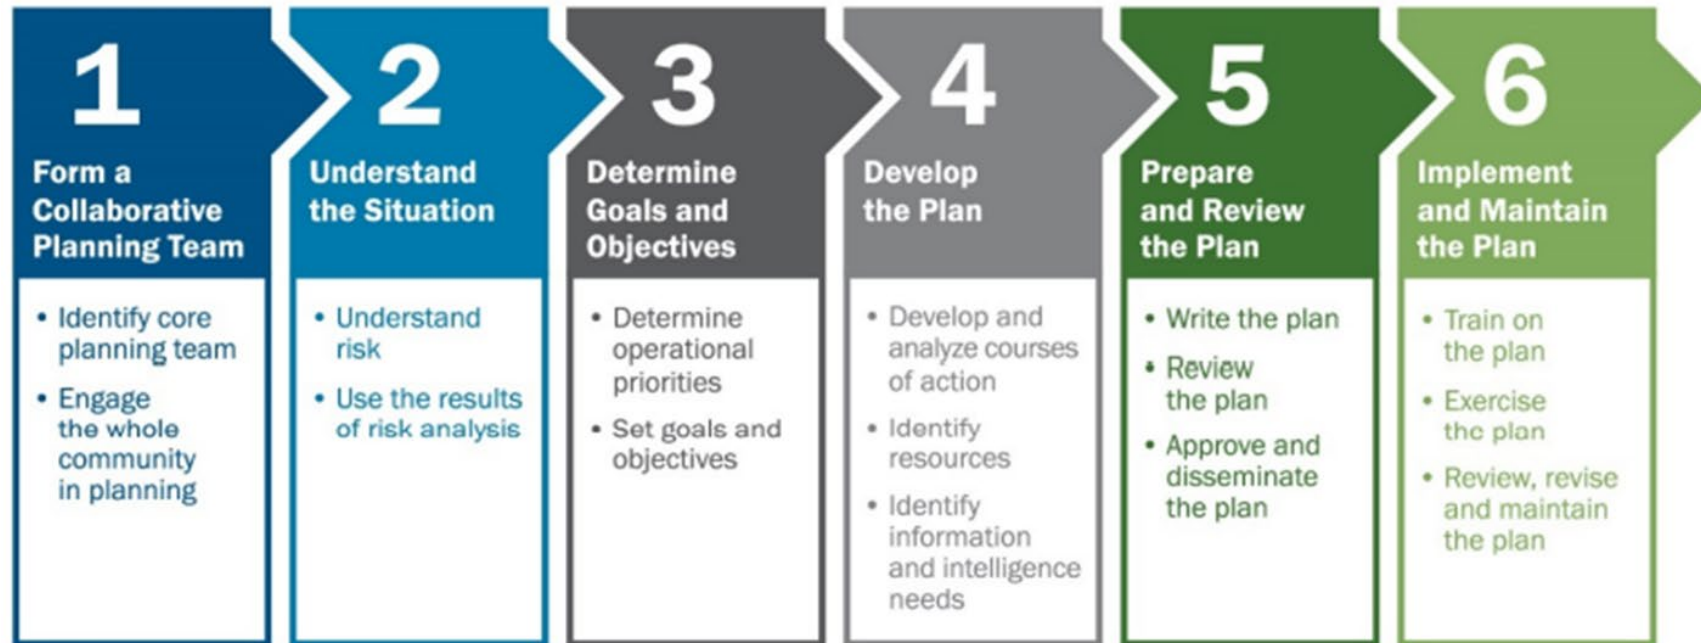 1
Form a
Collaborative
Planning Team
• Identify core
planning team
• Engage
the whole
community
in planning
2
Understand
the Situation
• Understand
risk
• Use the results
of risk analysis
3
Determine
Goals and
Objectives
• Determine
operational
priorities
• Set goals and
objectives
4
Develop
the Plan
• Develop and
analyze courses
of action
• Identify
resources
• Identify
information
and intelligence
needs
5
Prepare
and Review
the Plan
• Write the plan
• Review
the plan
• Approve and
disseminate
the plan
6
Implement
and Maintain
the Plan
• Train on
the plan
• Exercise
the plan
• Review, revise
and maintain
the plan